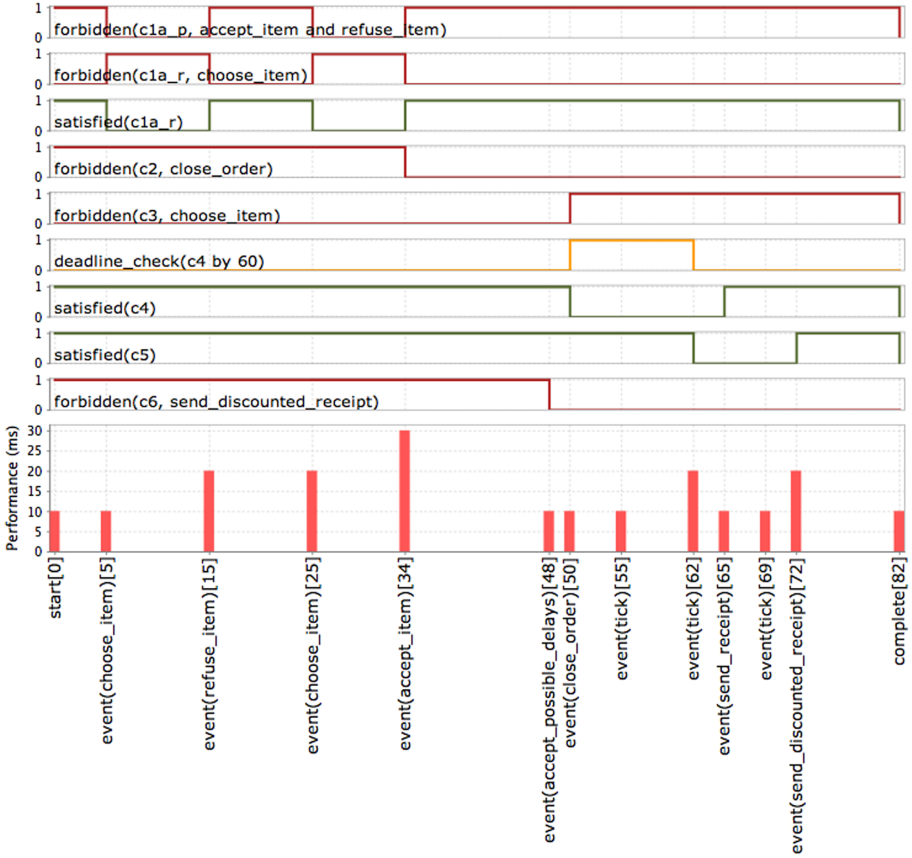 1
forbidden(c1a_p, accept_item and refuse_item)
0
1
forbidden(c1a_r, choose_item)
0
1
satisfied(c1a_r)
0
1
forbidden(c2, close_order)
0
1
forbidden(c3, choose_item)
0
1
deadline_check(c4 by 60)
0
1
satisfied(c4)
0
1
satisfied(c5)
0
1
forbidden(c6, send_discounted_receipt)
0
Performance (ms)
30
25
20
15
10
5
0
start[0]
event(choose_item)[5]
event(refuse_item)[15]
event(choose_item)[25]
event(accept_item)[34]
event(accept_possible_delays)[48]
event(close_order)[50]
event(tick)[55]
event(tick)[62]
event(send_receipt)[65]
event(tick)[69]
event(send_discounted_receipt)[72]
complete[82]